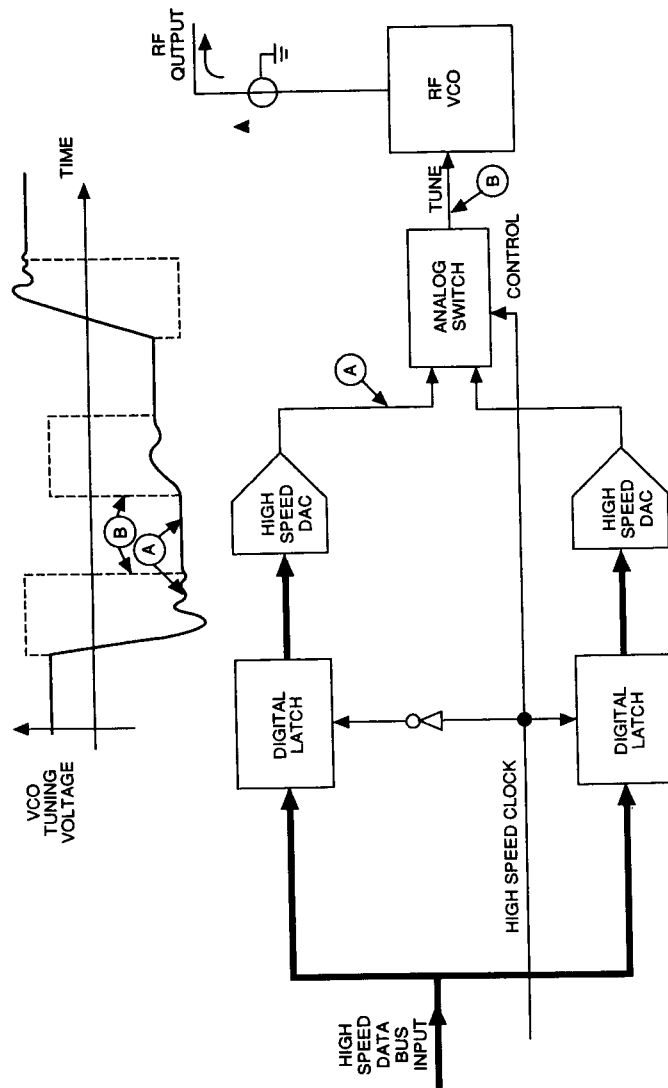 VCO
TUNING
VOLTAGE
TIME
B
A
RF
QUTPUT
HIGH
SPEED
DAC
A
DIGITAL
LATCH
ANALOG
SWITCH
TUNE
B
RF
VCO
CONTROL
HIGH
SPEED
DATA
BUS
INPUT
HIGH SPEED CLOCK
DIGITAL
LATCH
HIGH
SPEED
DAC